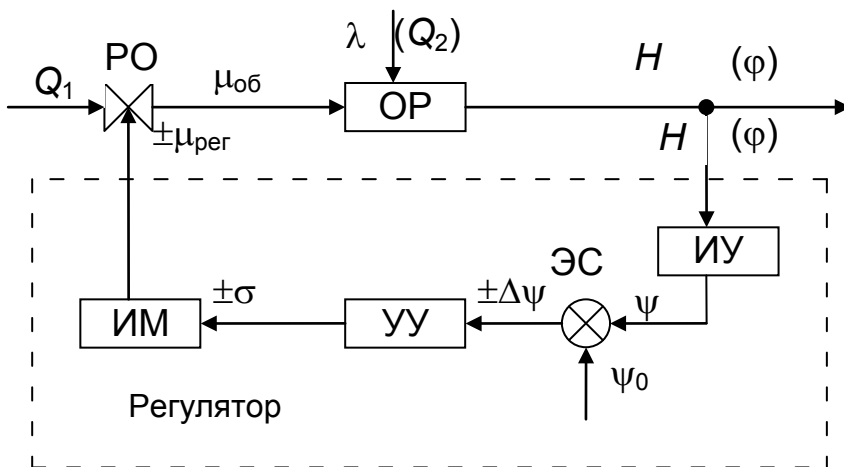 λ (Q₂)
РО
Q₁
μоб
ОР
H (φ)
±μрег
H (φ)
ИУ
ЭС
±σ
±Δψ
ψ
ИМ
УУ
ψ₀
Регулятор